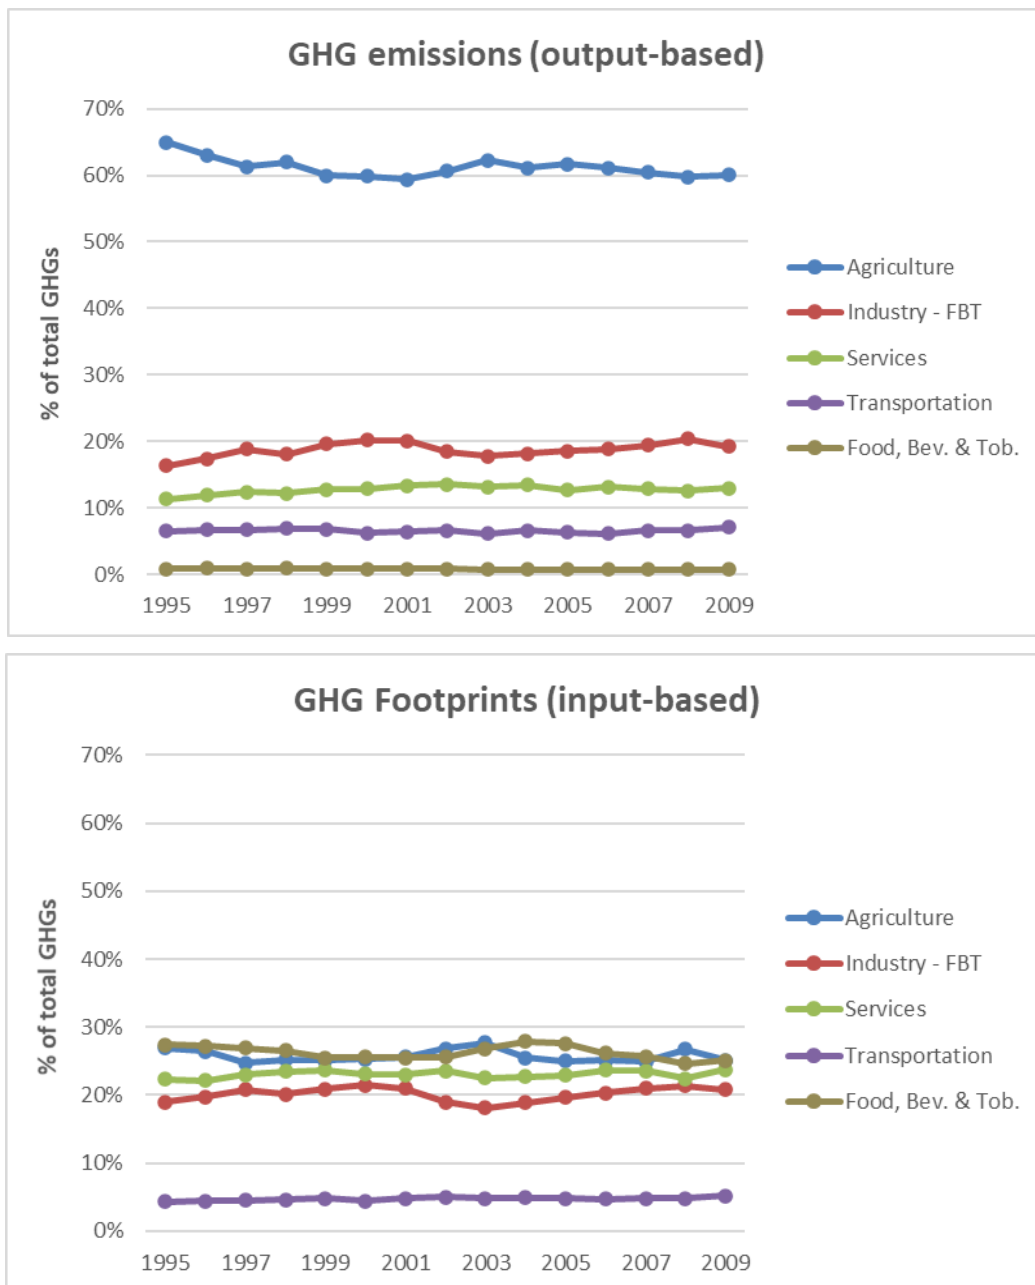 GHG emissions (output-based)
% of total GHGs
70%
60%
50%
40%
30%
20%
10%
0%
1995 1997 1999 2001 2003 2005 2007 2009
Agriculture
Industry - FBT
Services
Transportation
Food, Bev. & Tob.
GHG Footprints (input-based)
% of total GHGs
70%
60%
50%
40%
30%
20%
10%
0%
1995 1997 1999 2001 2003 2005 2007 2009
Agriculture
Industry - FBT
Services
Transportation
Food, Bev. & Tob.